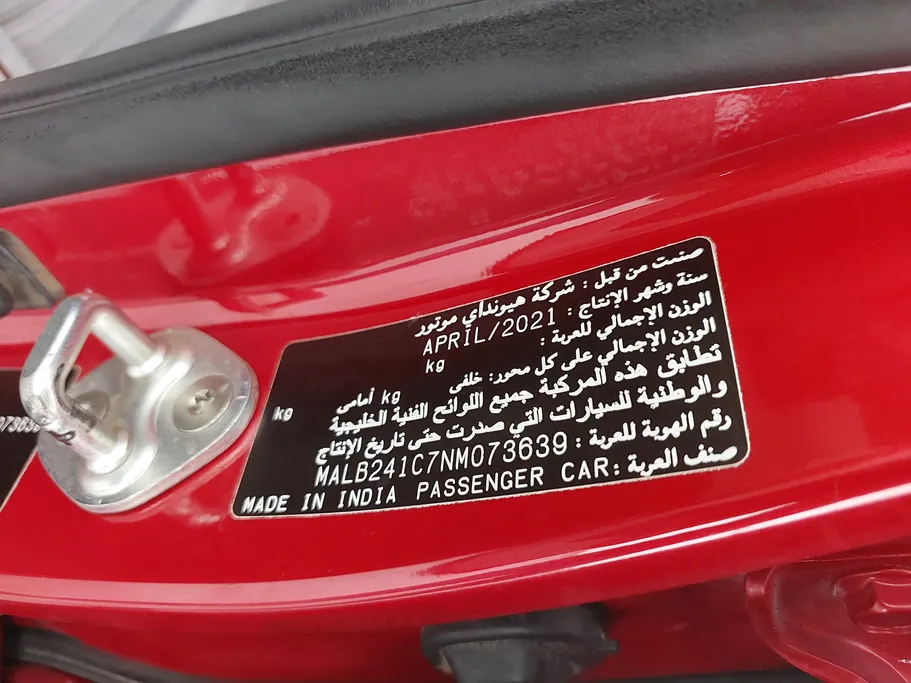 صنعت من قبل : شركة هيونداي موتور
سنة وشهر الإنتاج : APRIL/2021
الوزن الإجمالي للعربة : kg
الوزن الإجمالي على كل محور: خلفي kg أمامي kg
تطابق هذه المركبة جميع اللوائح الفنية الخليجية
والوطنية للسيارات التي صدرت حتى تاريخ الإنتاج
رقم الهوية للعربة : MALB241C7NM073639
صنف العربة : PASSENGER CAR MADE IN INDIA